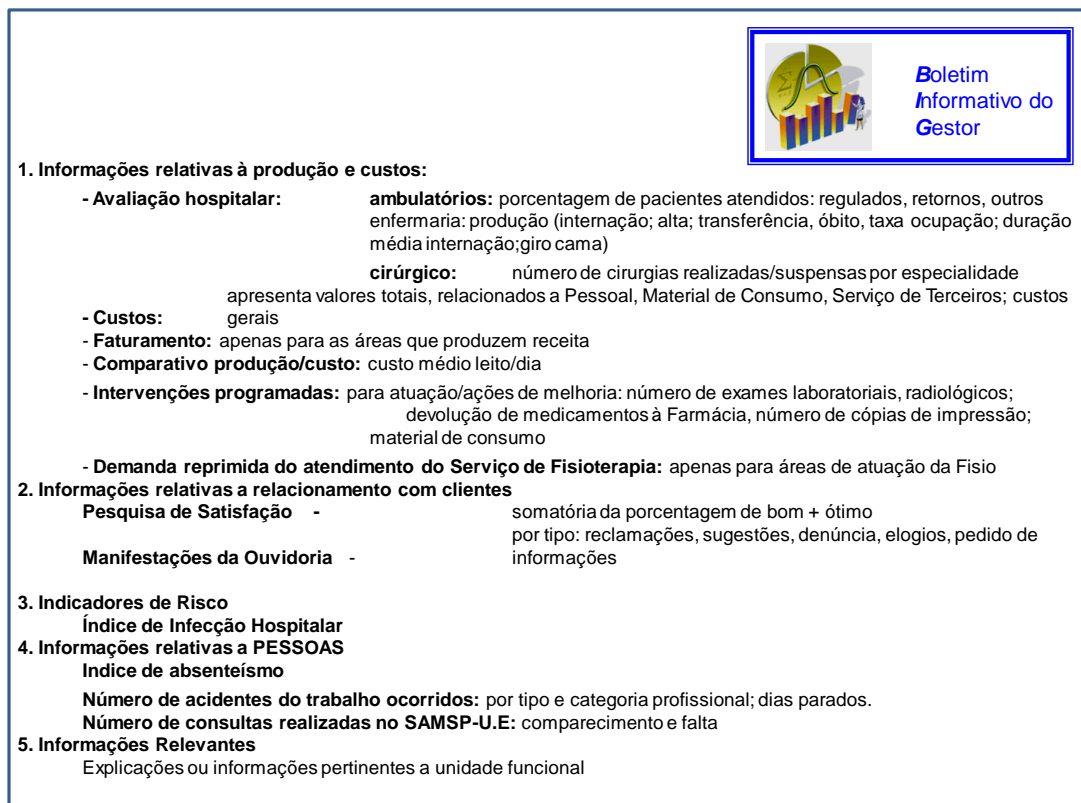 Boletim
Informativo do
Gestor
1. Informações relativas à produção e custos:
- Avaliação hospitalar: ambulatórios: porcentagem de pacientes atendidos: regulados, retornos, outros
enfermaria: produção (internação; alta; transferência, óbito, taxa ocupação; duração
média internação;giro cama)
cirúrgico: número de cirurgias realizadas/suspensas por especialidade
apresenta valores totais, relacionados a Pessoal, Material de Consumo, Serviço de Terceiros; custos
- Custos: gerais
- Faturamento: apenas para as áreas que produzem receita
- Comparativo produção/custo: custo médio leito/dia
- Intervenções programadas: para atuação/ações de melhoria: número de exames laboratoriais, radiológicos;
devolução de medicamentos à Farmácia, número de cópias de impressão;
material de consumo
- Demanda reprimida do atendimento do Serviço de Fisioterapia: apenas para áreas de atuação da Fisio
2. Informações relativas a relacionamento com clientes
Pesquisa de Satisfação - somatória da porcentagem de bom + ótimo
por tipo: reclamações, sugestões, denúncia, elogios, pedido de
Manifestações da Ouvidoria - informações
3. Indicadores de Risco
Índice de Infecção Hospitalar
4. Informações relativas a PESSOAS
Indice de absenteísmo
Número de acidentes do trabalho ocorridos: por tipo e categoria profissional; dias parados.
Número de consultas realizadas no SAMSP-U.E: comparecimento e falta
5. Informações Relevantes
Explicações ou informações pertinentes a unidade funcional